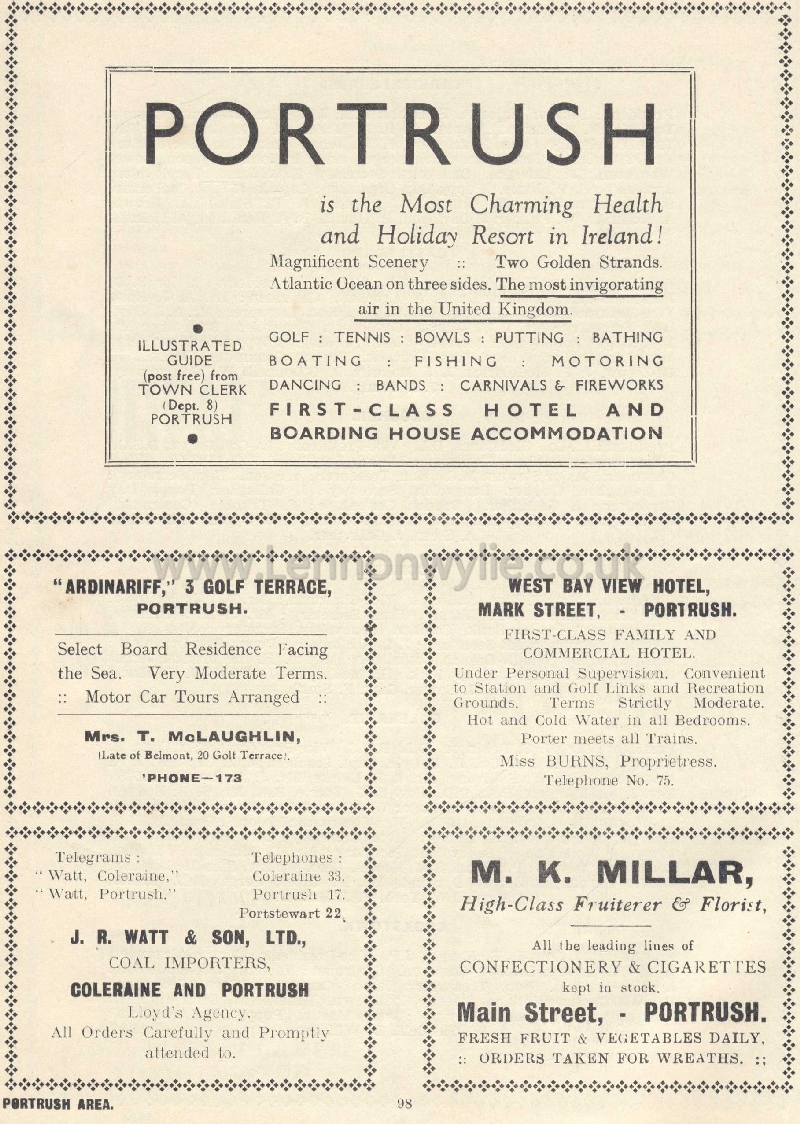 PORTRUSH
is the Most Charming Health
and Holiday Resort in Ireland!
Magnificent Scenery :: Two Golden Strands.
Atlantic Ocean on three sides. The most invigorating
air in the United Kingdom.
ILLUSTRATED
GUIDE
(post free) from
TOWN CLERK
(Dept. 8)
PORTRUSH
GOLF : TENNIS : BOWLS : PUTTING : BATHING
BOATING : FISHING : MOTORING
DANCING : BANDS : CARNIVALS & FIREWORKS
FIRST-CLASS HOTEL AND
BOARDING HOUSE ACCOMMODATION
www.Lennonwylie.co.uk
"ARDINARIFF," 3 GOLF TERRACE,
PORTRUSH.
Select Board Residence Facing
the Sea. Very Moderate Terms.
:: Motor Car Tours Arranged ::
Mrs. T. McLAUGHLIN,
(Late of Belmont, 20 Golf Terrace).
'PHONE—173
WEST BAY VIEW HOTEL,
MARK STREET, - PORTRUSH.
FIRST-CLASS FAMILY AND
COMMERCIAL HOTEL.
Under Personal Supervision. Convenient
to Station and Golf Links and Recreation
Grounds. Terms Strictly Moderate.
Hot and Cold Water in all Bedrooms.
Porter meets all Trains.
Miss BURNS, Proprietress.
Telephone No. 75.
Telegrams : Telephones :
"Watt, Coleraine," Coleraine 33.
"Watt, Portrush." Portrush 17.
Portstewart 22.
J. R. WATT & SON, LTD.,
COAL IMPORTERS,
COLERAINE AND PORTRUSH
Lloyd's Agency.
All Orders Carefully and Promptly
attended to.
M. K. MILLAR,
High-Class Fruiterer & Florist,
All the leading lines of
CONFECTIONERY & CIGARETTES
kept in stock.
Main Street, - PORTRUSH.
FRESH FRUIT & VEGETABLES DAILY,
:: ORDERS TAKEN FOR WREATHS. ::
PORTRUSH AREA.
98